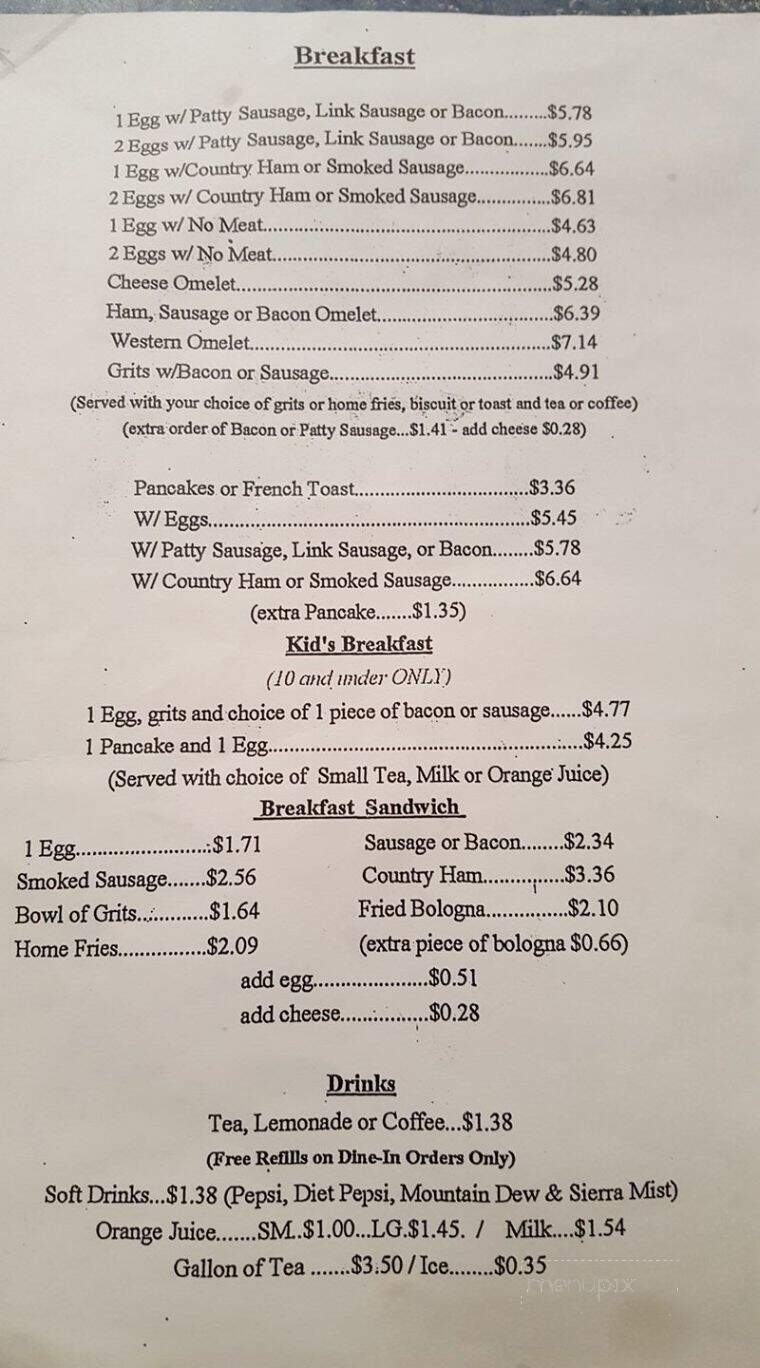 Breakfast
1 Egg w/ Patty Sausage, Link Sausage or Bacon........$5.78
2 Eggs w/ Patty Sausage, Link Sausage or Bacon......$5.95
1 Egg w/Country Ham or Smoked Sausage.................$6.64
2 Eggs w/ Country Ham or Smoked Sausage..............$6.81
1 Egg w/ No Meat......................................................$4.63
2 Eggs w/ No Meat....................................................$4.80
Cheese Omelet...........................................................$5.28
Ham, Sausage or Bacon Omelet................................$6.39
Western Omelet........................................................$7.14
Grits w/Bacon or Sausage.........................................$4.91
(Served with your choice of grits or home fries, biscuit or toast and tea or coffee)
(extra order of Bacon or Patty Sausage...$1.41 - add cheese $0.28)
Pancakes or French Toast................................$3.36
W/ Eggs...........................................................$5.45
W/ Patty Sausage, Link Sausage, or Bacon........$5.78
W/ Country Ham or Smoked Sausage................$6.64
(extra Pancake.......$1.35)
Kid's Breakfast
(10 and under ONLY)
1 Egg, grits and choice of 1 piece of bacon or sausage......$4.77
1 Pancake and 1 Egg.........................................................$4.25
(Served with choice of Small Tea, Milk or Orange Juice)
Breakfast Sandwich
1 Egg.........................$1.71 Sausage or Bacon........$2.34
Smoked Sausage.......$2.56 Country Ham...............$3.36
Bowl of Grits.............$1.64 Fried Bologna...............$2.10
Home Fries................$2.09 (extra piece of bologna $0.66)
add egg.....................$0.51
add cheese................$0.28
Drinks
Tea, Lemonade or Coffee...$1.38
(Free Refills on Dine-In Orders Only)
Soft Drinks...$1.38 (Pepsi, Diet Pepsi, Mountain Dew & Sierra Mist)
Orange Juice.......SM..$1.00...LG.$1.45. / Milk....$1.54
Gallon of Tea .......$3.50 / Ice........$0.35
menupix